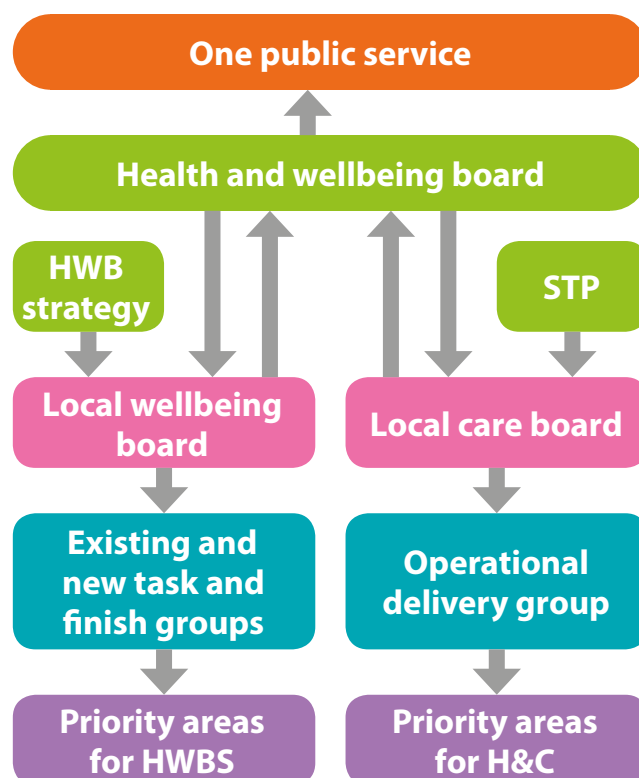 One public service
Health and wellbeing board
HWB
strategy
STP
Local wellbeing
board
Local care board
Existing and
new task and
finish groups
Operational
delivery group
Priority areas
for HWBS
Priority areas
for H&C